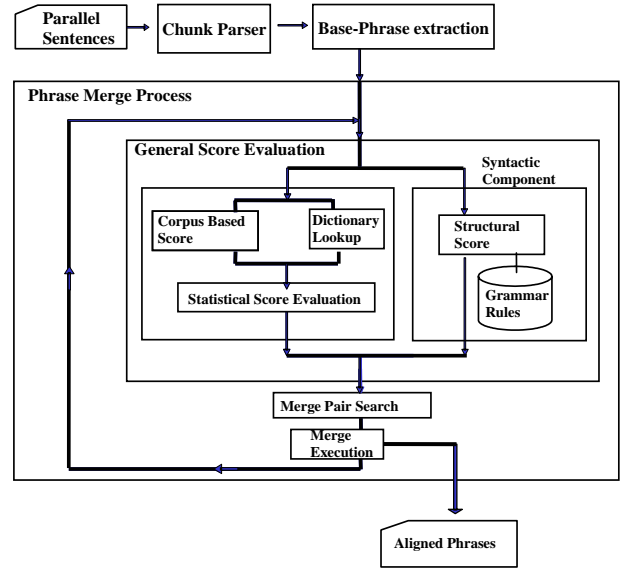 Parallel
Sentences
Chunk Parser
Base-Phrase extraction
Phrase Merge Process
General Score Evaluation
Syntactic
Component
Corpus Based
Score
Dictionary
Lookup
Structural
Score
Statistical Score Evaluation
Grammar
Rules
Merge Pair Search
Merge
Execution
Aligned Phrases